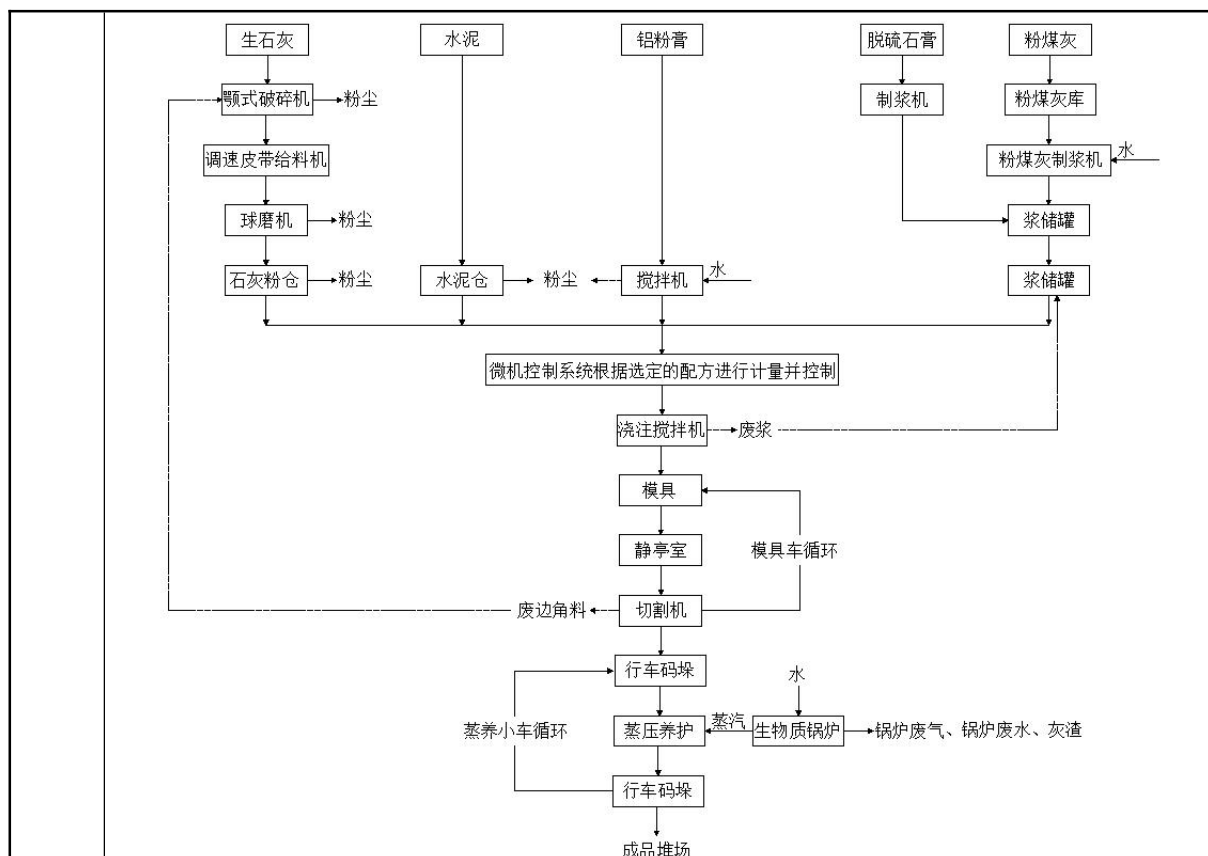 生石灰
水泥
铝粉膏
脱硫石膏
粉煤灰
颚式破碎机
粉尘
制浆机
粉煤灰库
调速皮带给料机
粉煤灰制浆机
水
球磨机
粉尘
浆储罐
石灰粉仓
粉尘
水泥仓
粉尘
搅拌机
水
浆储罐
微机控制系统根据选定的配方进行计量并控制
浇注搅拌机
废浆
模具
静亭室
模具车循环
废边角料
切割机
行车码垛
水
蒸养小车循环
蒸压养护
蒸汽
生物质锅炉
锅炉废气、锅炉废水、灰渣
行车码垛
成品堆场